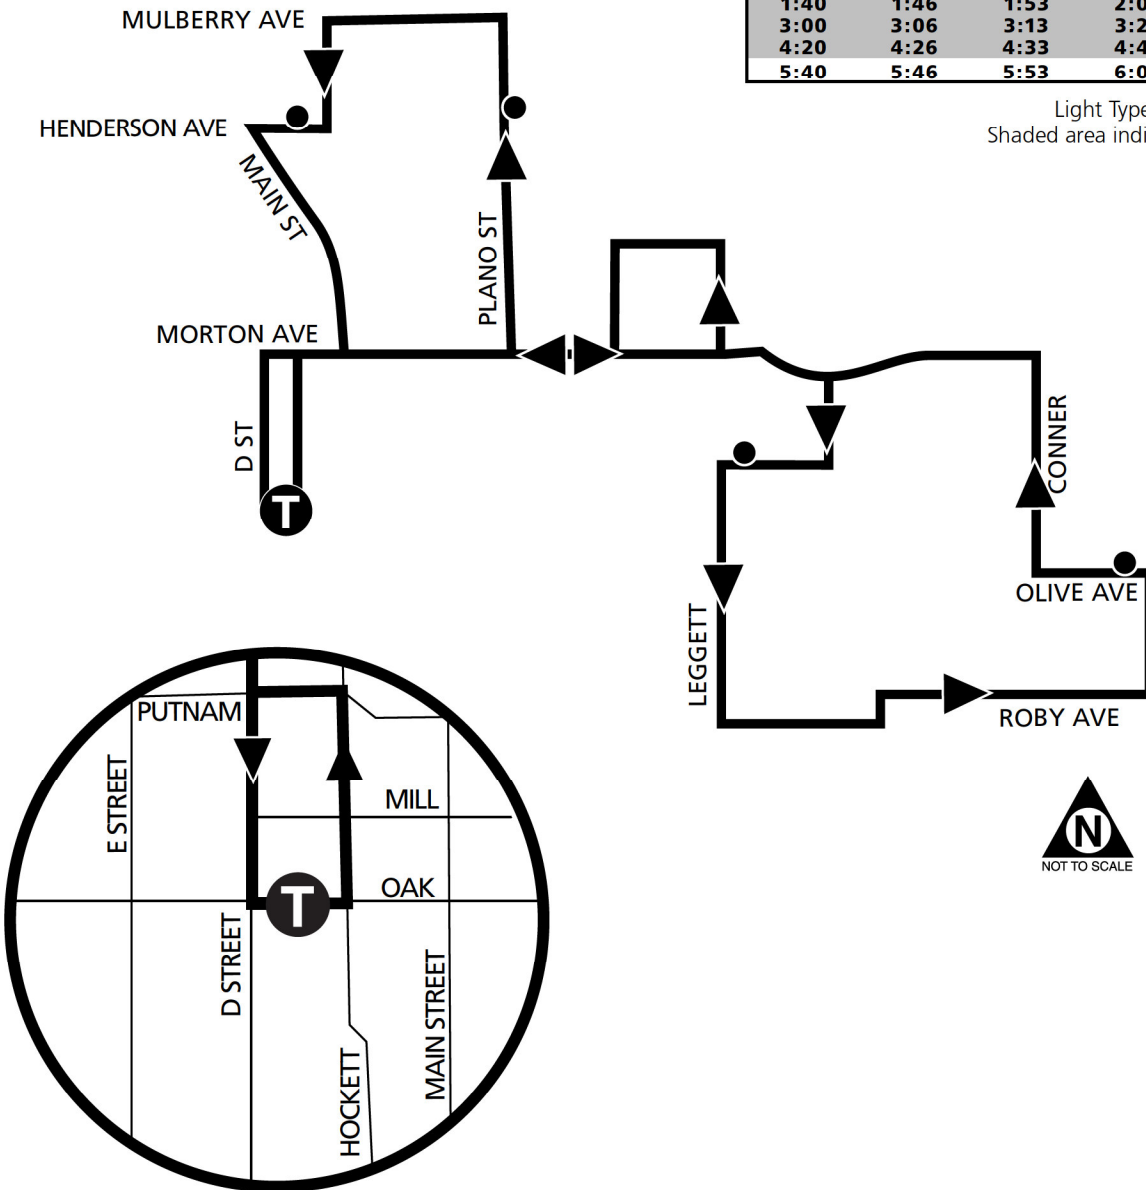 MULBERRY AVE
1:40 1:46 1:53
3:00 3:06 3:13
4:20 4:26 4:33
5:40 5:46 5:53
Light Type
Shaded area
HENDERSON AVE
MAIN ST
PLANO ST
MORTON AVE
D ST
T
CONNER
OLIVE AVE
LEGGETT
ROBY AVE
N
NOT TO SCALE
PUTNAM
E STREET
MILL
OAK
T
D STREET
MAIN STREET
HOCKETT